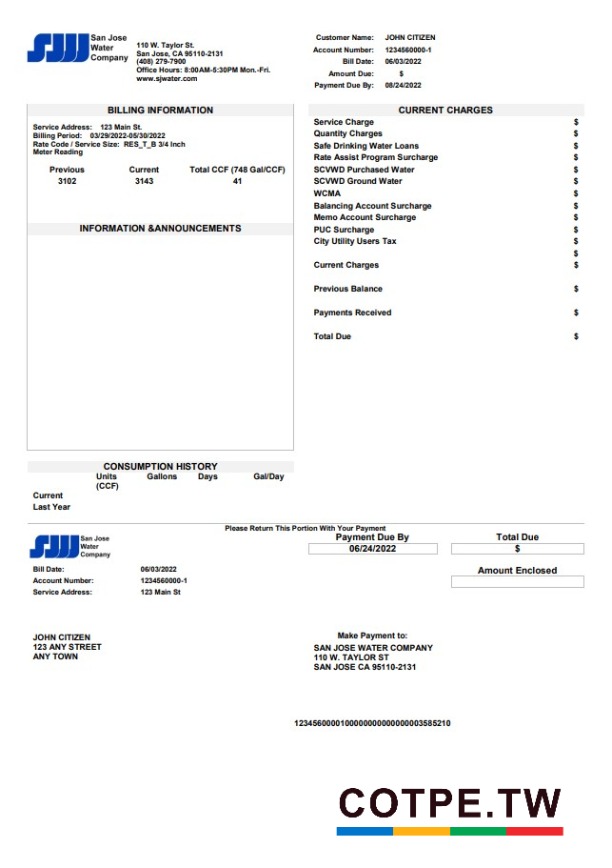 San Jose
Water
Company
110 W. Taylor St.
San Jose, CA 95110-2131
(408) 279-7900
Office Hours: 8:00AM-5:30PM Mon.-Fri.
www.sjwater.com
Customer Name: JOHN CITIZEN
Account Number: 1234560000-1
Bill Date: 06/03/2022
Amount Due: $
Payment Due By: 08/24/2022
BILLING INFORMATION
Service Address: 123 Main St.
Billing Period: 03/29/2022-05/30/2022
Rate Code / Service Size: RES_T_B 3/4 Inch
Meter Reading
Previous Current Total CCF (748 Gal/CCF)
3102 3143 41
INFORMATION &ANNOUNCEMENTS
CURRENT CHARGES
Service Charge $
Quantity Charges $
Safe Drinking Water Loans $
Rate Assist Program Surcharge $
SCVWD Purchased Water $
SCVWD Ground Water $
WCMA $
Balancing Account Surcharge $
Memo Account Surcharge $
PUC Surcharge $
City Utility Users Tax $
$
Current Charges $
Previous Balance $
Payments Received $
Total Due $
CONSUMPTION HISTORY
Units Gallons Days Gal/Day
(CCF)
Current
Last Year
Please Return This Portion With Your Payment
San Jose
Water
Company
Payment Due By Total Due
06/24/2022 $
Amount Enclosed
Bill Date: 06/03/2022
Account Number: 1234560000-1
Service Address: 123 Main St
JOHN CITIZEN
123 ANY STREET
ANY TOWN
Make Payment to:
SAN JOSE WATER COMPANY
110 W. TAYLOR ST
SAN JOSE CA 95110-2131
1234560000100000000000000003585210
COTPE.TW